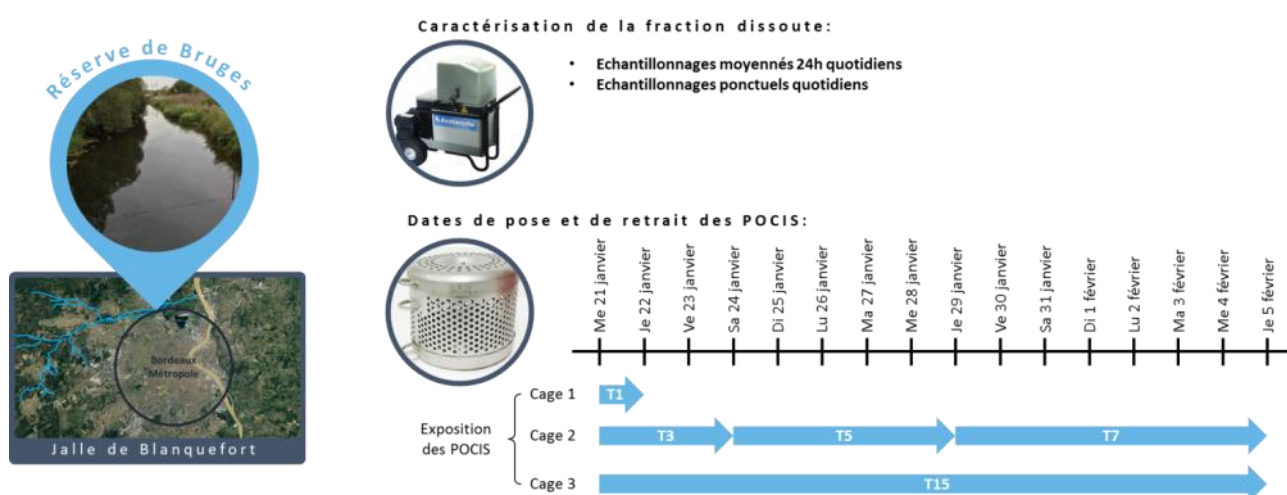 Réserve de Bruges
Bordeaux
Métropole
Jalle de Blanquefort
Caractérisation de la fraction dissoute:
• Echantillonnages moyennés 24h quotidiens
• Echantillonnages ponctuels quotidiens
Dates de pose et de retrait des POCIS:
Me 21 janvier
Je 22 janvier
Ve 23 janvier
Sa 24 janvier
Di 25 janvier
Lu 26 janvier
Ma 27 janvier
Me 28 janvier
Je 29 janvier
Ve 30 janvier
Sa 31 janvier
Di 1 février
Lu 2 février
Ma 3 février
Me 4 février
Je 5 février
Exposition
des POCIS
Cage 1
T1
Cage 2
T3
T5
T7
Cage 3
T15